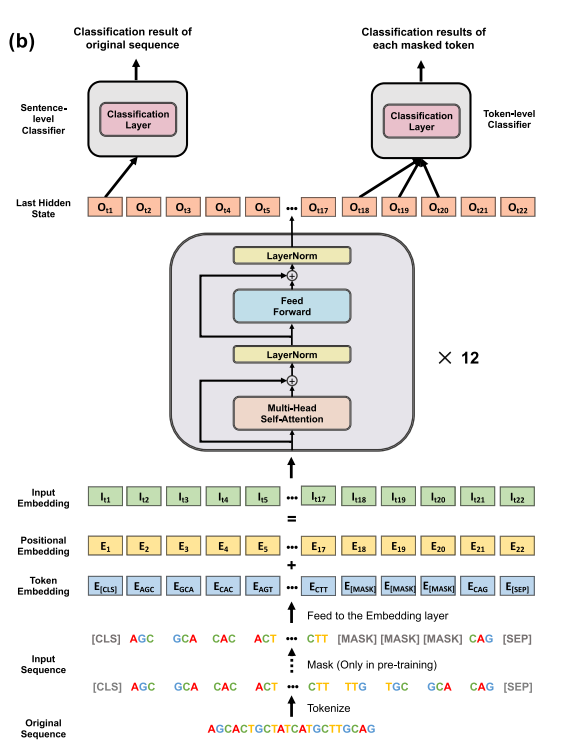 (b)
Classification result of
original sequence
Classification results of
each masked token
Sentence-
level
Classifier
Classification
Layer
Classification
Layer
Token-level
Classifier
Last Hidden
State
Ot1 Ot2 Ot3 Ot4 Ot5 ••• Ot17 Ot18 Ot19 Ot20 Ot21 Ot22
LayerNorm
+
Feed
Forward
LayerNorm
+
Multi-Head
Self-Attention
× 12
Input
Embedding
It1 It2 It3 It4 It5 ••• It17 It18 It19 It20 It21 It22
=
Positional
Embedding
E1 E2 E3 E4 E5 ••• E17 E18 E19 E20 E21 E22
+
Token
Embedding
E[CLS] EAGC EGCA ECAC EAGT ••• ECTT E[MASK] E[MASK] E[MASK] ECAG E[SEP]
Feed to the Embedding layer
[CLS] AGC GCA CAC ACT ••• CTT [MASK] [MASK] [MASK] CAG [SEP]
Input
Sequence
Mask (Only in pre-training)
[CLS] AGC GCA CAC ACT ••• CTT TTG TGC GCA CAG [SEP]
Tokenize
Original
Sequence
AGCACTGCTATCATGCTTGCAG